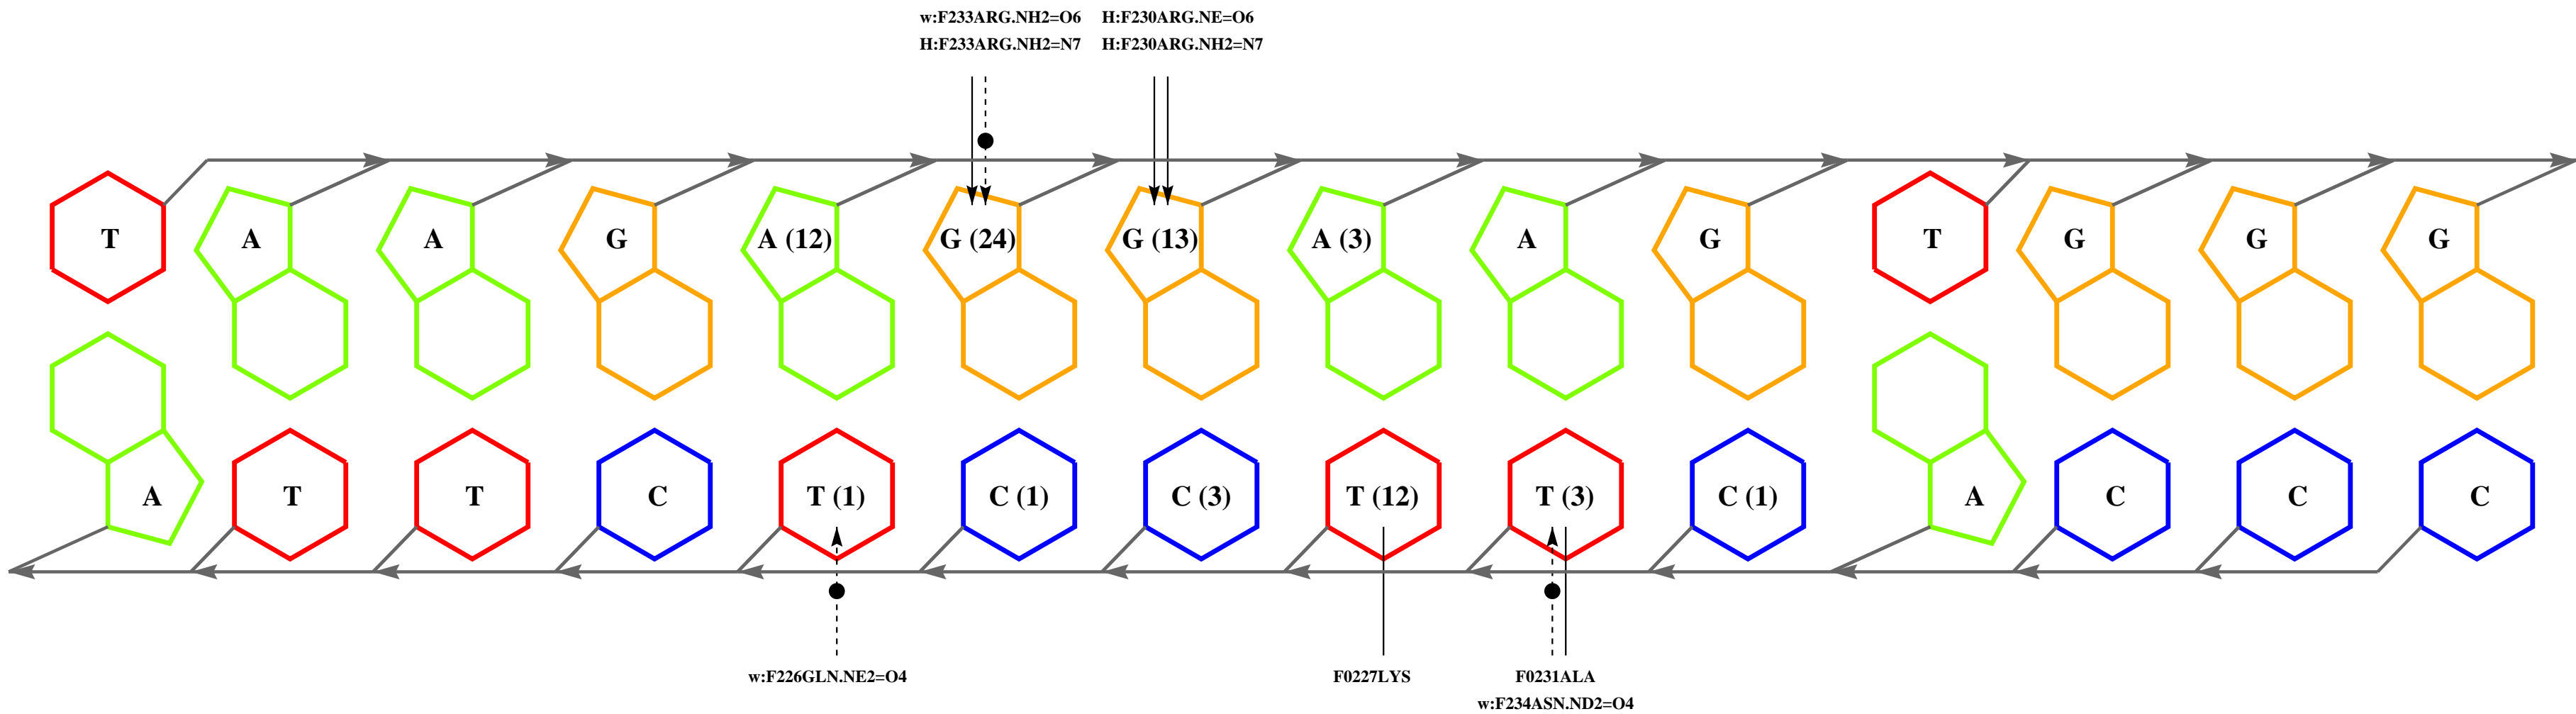 w:F233ARG.NH2=O6 H:F230ARG.NE=O6
H:F233ARG.NH2=N7 H:F230ARG.NH2=N7
T A A G A (12) G (24) G (13) A (3) A G T G G G
A T T C T (1) C (1) C (3) T (12) T (3) C (1) A C C C
w:F226GLN.NE2=O4 F0227LYS F0231ALA
w:F234ASN.ND2=O4